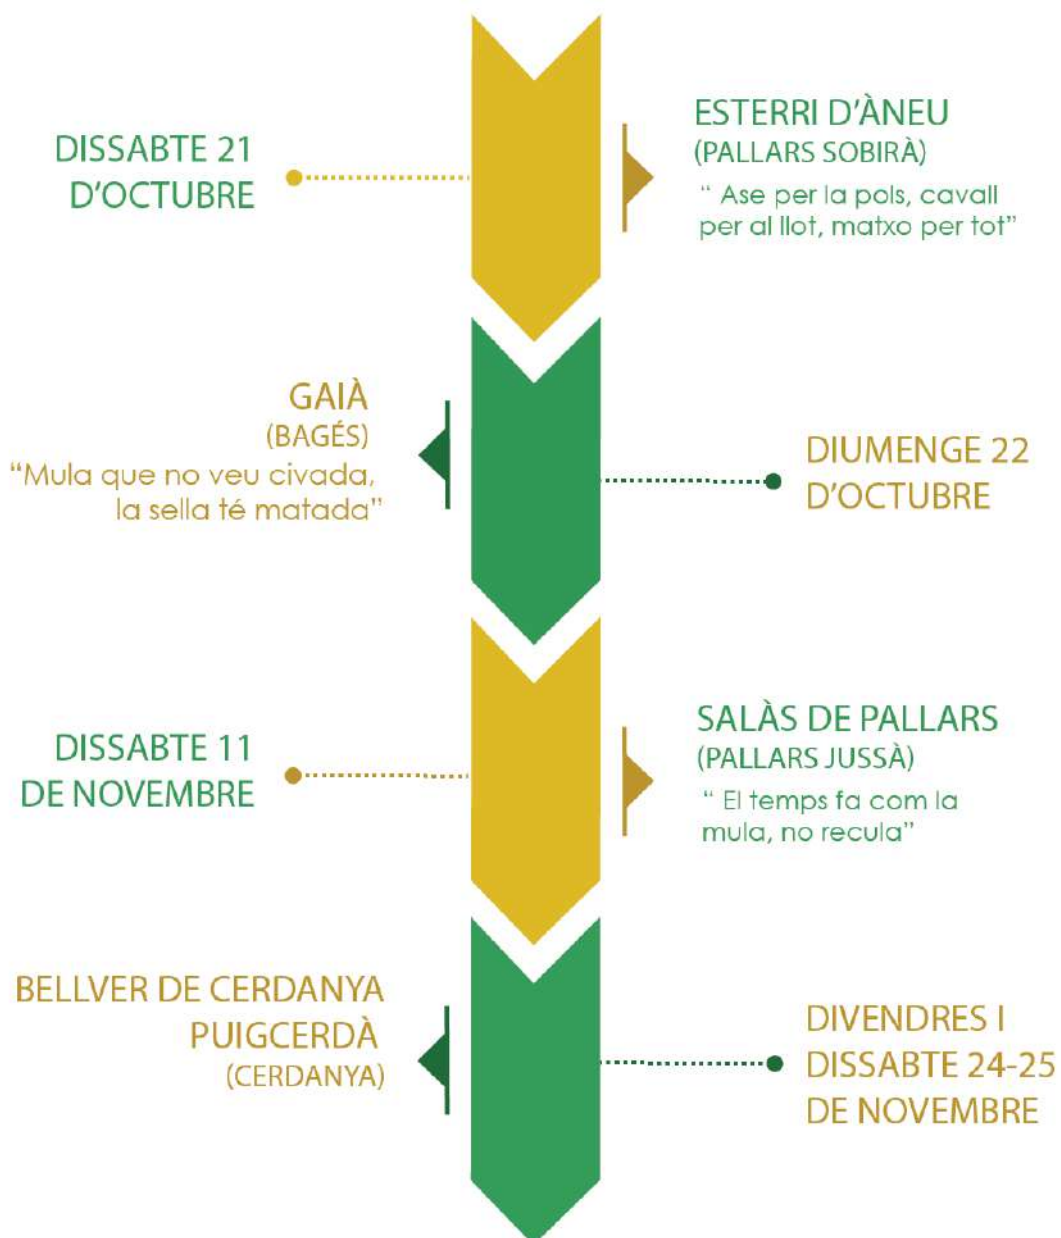 DISSABTE 21
D'OCTUBRE
ESTERRI D'ÀNEU
(PALLARS SOBIRÀ)
“ Ase per la pols, cavall
per al llot, matxo per tot”
GAIÀ
(BAGÉS)
“Mula que no veu civada,
la sella té matada”
DIUMENGE 22
D'OCTUBRE
DISSABTE 11
DE NOVEMBRE
SALÀS DE PALLARS
(PALLARS JUSSÀ)
“ El temps fa com la
mula, no recula”
BELLVER DE CERDANYA
PUIGCERDÀ
(CERDANYA)
DIVENDRES I
DISSABTE 24-25
DE NOVEMBRE